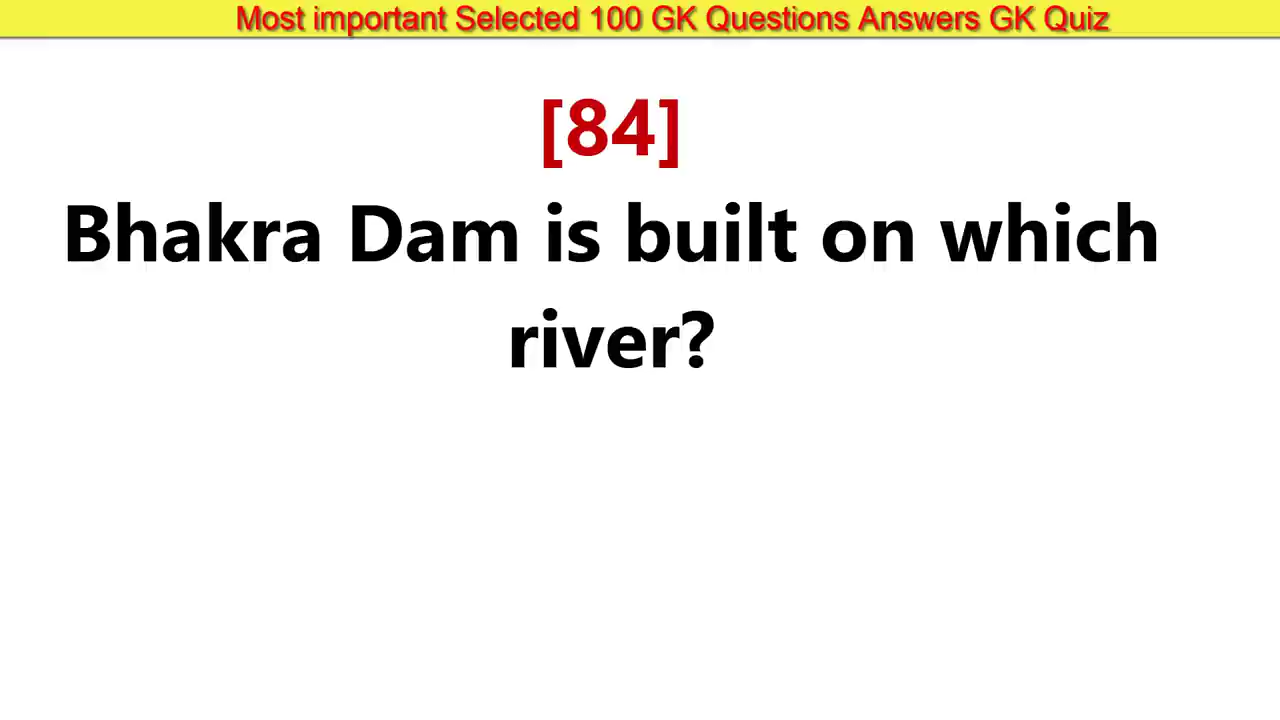 Most important Selected 100 GK Questions Answers GK Quiz
[84]
Bhakra Dam is built on which
river?